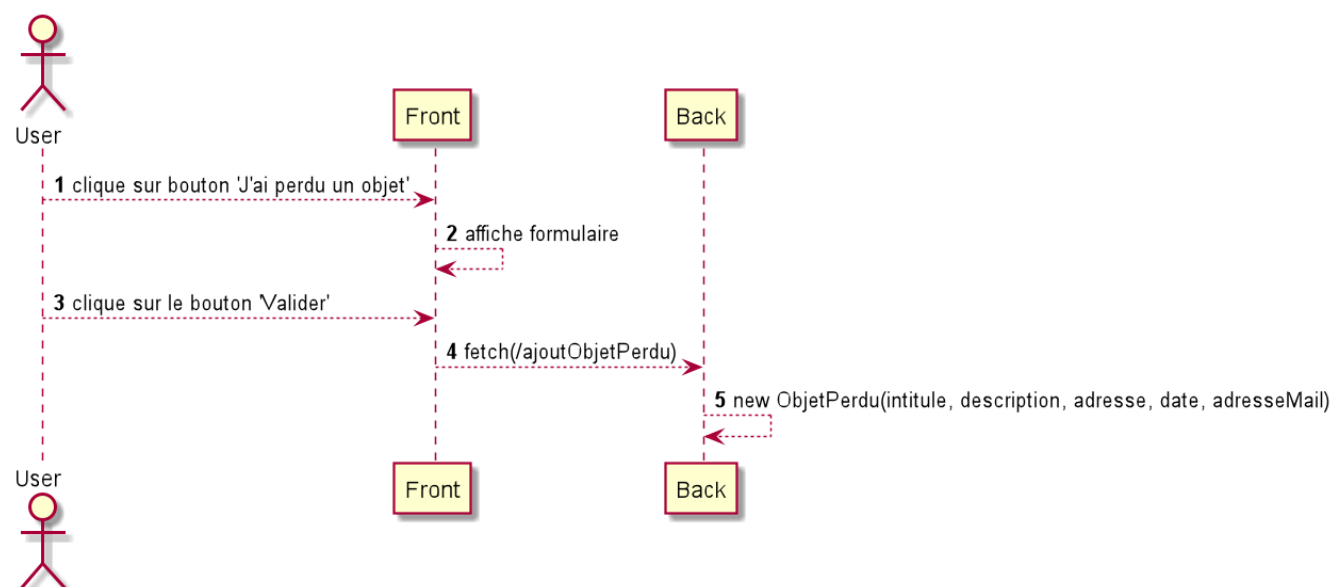 User
Front
Back
1 clique sur bouton 'J'ai perdu un objet'
2 affiche formulaire
3 clique sur le bouton 'Valider'
4 fetch(/ajoutObjetPerdu)
5 new ObjetPerdu(intitule, description, adresse, date, adresseMail)
User
Front
Back